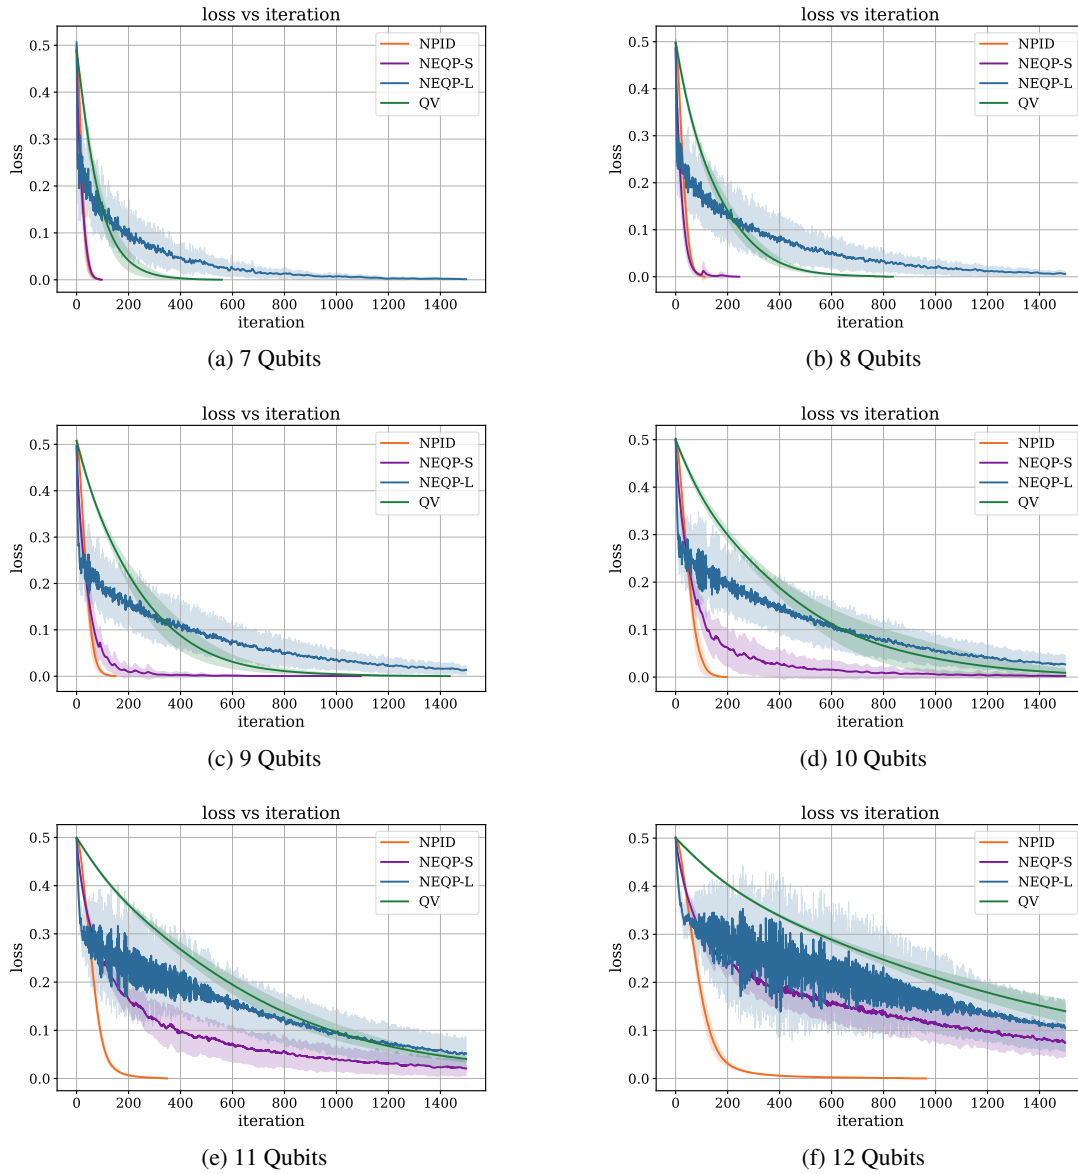 loss vs iteration
0.5
0.4
0.3
0.2
0.1
0.0
loss
NPID
NEQP-S
NEQP-L
QV
0 200 400 600 800 1000 1200 1400
iteration
(a) 7 Qubits
loss vs iteration
0.5
0.4
0.3
0.2
0.1
0.0
loss
NPID
NEQP-S
NEQP-L
QV
0 200 400 600 800 1000 1200 1400
iteration
(b) 8 Qubits
loss vs iteration
0.5
0.4
0.3
0.2
0.1
0.0
loss
NPID
NEQP-S
NEQP-L
QV
0 200 400 600 800 1000 1200 1400
iteration
(c) 9 Qubits
loss vs iteration
0.5
0.4
0.3
0.2
0.1
0.0
loss
NPID
NEQP-S
NEQP-L
QV
0 200 400 600 800 1000 1200 1400
iteration
(d) 10 Qubits
loss vs iteration
0.5
0.4
0.3
0.2
0.1
0.0
loss
NPID
NEQP-S
NEQP-L
QV
0 200 400 600 800 1000 1200 1400
iteration
(e) 11 Qubits
loss vs iteration
0.5
0.4
0.3
0.2
0.1
0.0
loss
NPID
NEQP-S
NEQP-L
QV
0 200 400 600 800 1000 1200 1400
iteration
(f) 12 Qubits